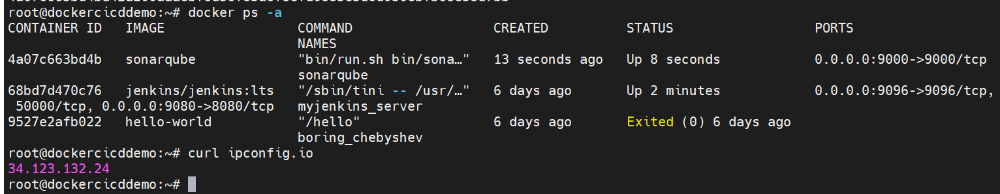 root@dockercicddemo:~# docker ps -a
CONTAINER ID   IMAGE                 COMMAND                  CREATED          STATUS                  PORTS
                                     NAMES
4a07c663bd4b   sonarqube             "bin/run.sh bin/sona…"   13 seconds ago   Up 8 seconds            0.0.0.0:9000->9000/tcp
                                     sonarqube
68bd7d470c76   jenkins/jenkins:lts   "/sbin/tini -- /usr/…"   6 days ago       Up 2 minutes            0.0.0.0:9096->9096/tcp,
 50000/tcp, 0.0.0.0:9080->8080/tcp   myjenkins_server
9527e2afb022   hello-world           "/hello"                 6 days ago       Exited (0) 6 days ago
                                     boring_chebyshev
root@dockercicddemo:~# curl ipconfig.io
34.123.132.24
root@dockercicddemo:~#